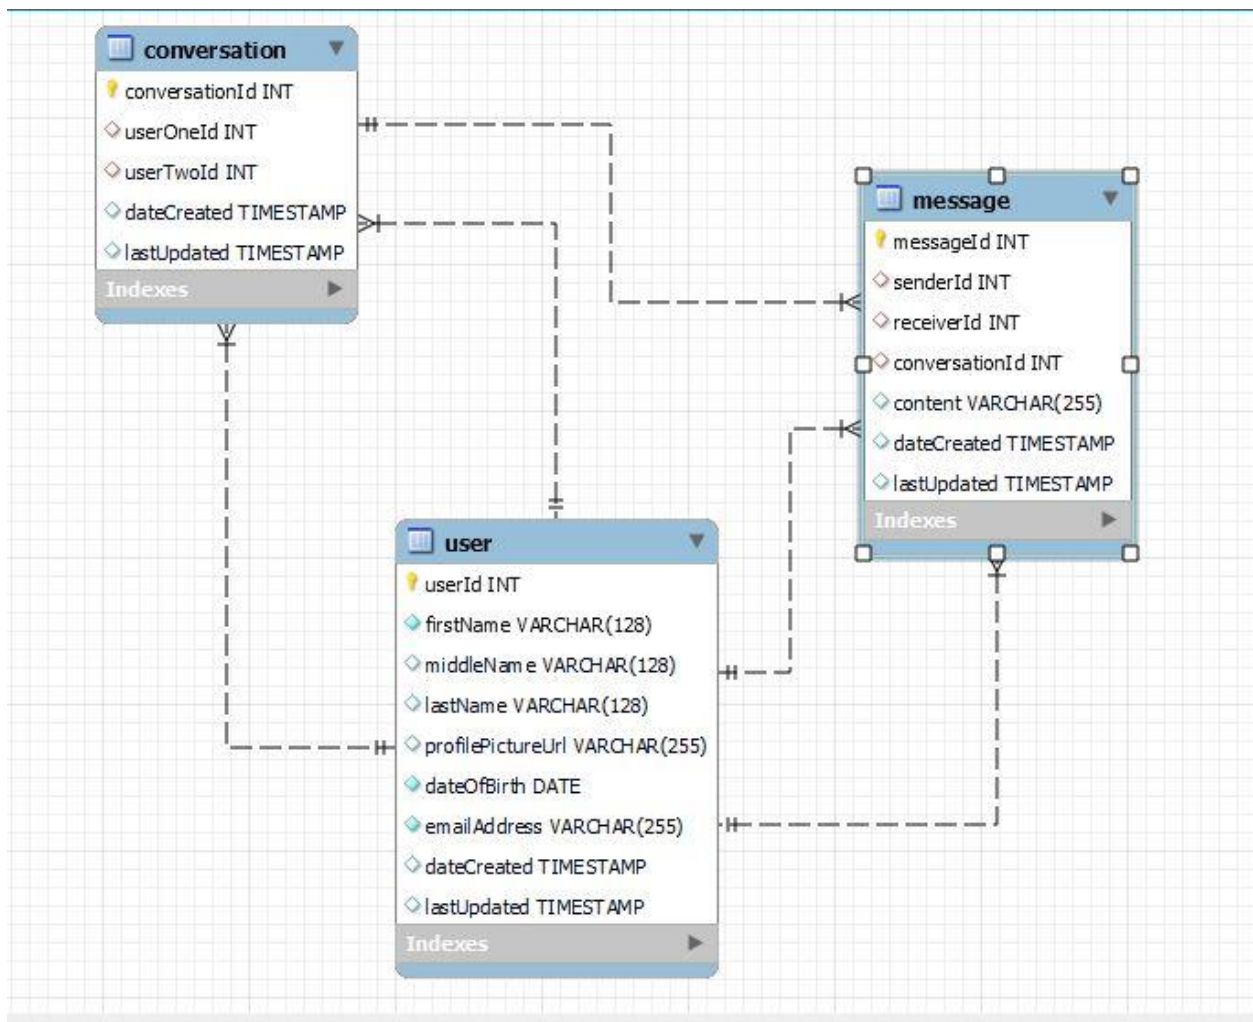 conversation
conversationId INT
userOneId INT
userTwoId INT
dateCreated TIMESTAMP
lastUpdated TIMESTAMP
Indexes
message
messageId INT
senderId INT
receiverId INT
conversationId INT
content VARCHAR(255)
dateCreated TIMESTAMP
lastUpdated TIMESTAMP
Indexes
user
userId INT
firstName VARCHAR(128)
middleName VARCHAR(128)
lastName VARCHAR(128)
profilePictureUrl VARCHAR(255)
dateOfBirth DATE
emailAddress VARCHAR(255)
dateCreated TIMESTAMP
lastUpdated TIMESTAMP
Indexes